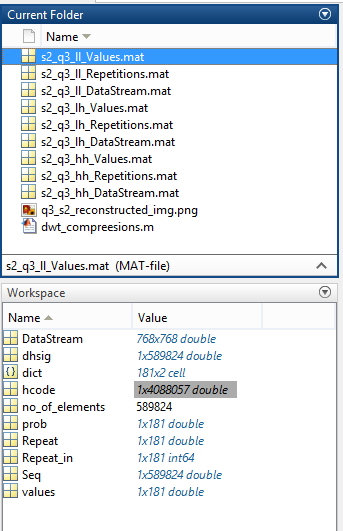 Current Folder
Name
s2_q3_ll_Values.mat
s2_q3_ll_Repetitions.mat
s2_q3_ll_DataStream.mat
s2_q3_lh_Values.mat
s2_q3_lh_Repetitions.mat
s2_q3_lh_DataStream.mat
s2_q3_hh_Values.mat
s2_q3_hh_Repetitions.mat
s2_q3_hh_DataStream.mat
q3_s2_reconstructed_img.png
dwt_compreesions.m
s2_q3_ll_Values.mat (MAT-file)
Workspace
Name Value
DataStream 768x768 double
dhsig 1x589824 double
dict 181x2 cell
hcode 1x4088057 double
no_of_elements 589824
prob 1x181 double
Repeat 1x181 double
Repeat_in 1x181 int64
Seq 1x589824 double
values 1x181 double